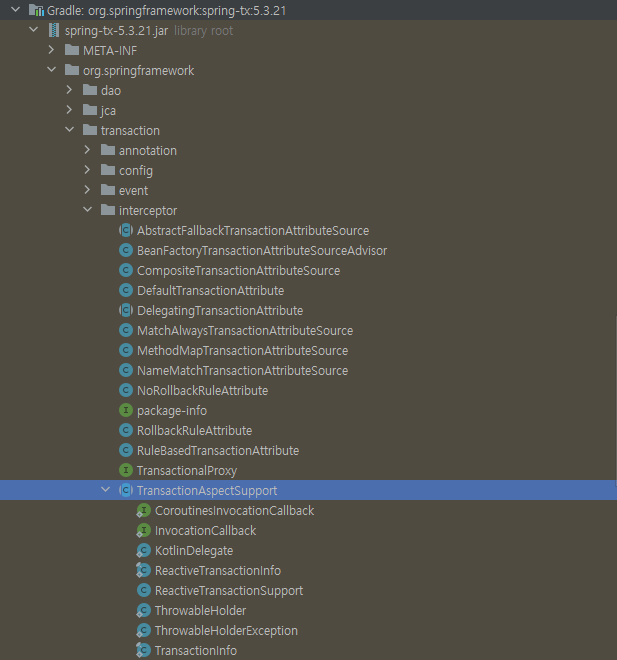 Gradle: org.springframework:spring-tx:5.3.21
spring-tx-5.3.21.jar library root
META-INF
org.springframework
dao
jca
transaction
annotation
config
event
interceptor
AbstractFallbackTransactionAttributeSource
BeanFactoryTransactionAttributeSourceAdvisor
CompositeTransactionAttributeSource
DefaultTransactionAttribute
DelegatingTransactionAttribute
MatchAlwaysTransactionAttributeSource
MethodMapTransactionAttributeSource
NameMatchTransactionAttributeSource
NoRollbackRuleAttribute
package-info
RollbackRuleAttribute
RuleBasedTransactionAttribute
TransactionalProxy
TransactionAspectSupport
CoroutinesInvocationCallback
InvocationCallback
KotlinDelegate
ReactiveTransactionInfo
ReactiveTransactionSupport
ThrowableHolder
ThrowableHolderException
TransactionInfo